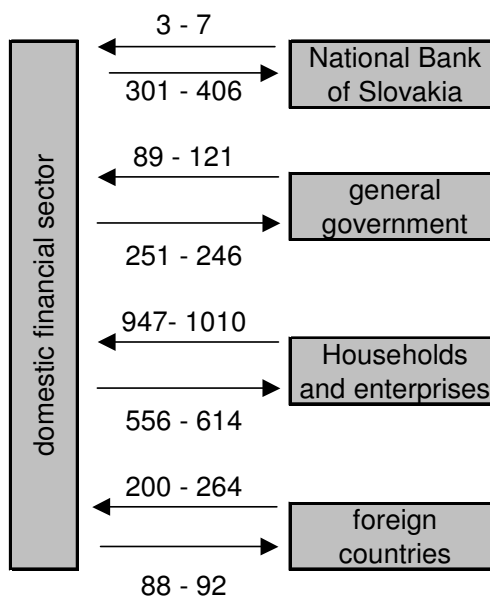 domestic financial sector
3 - 7
301 - 406
National Bank
of Slovakia
89 - 121
251 - 246
general
government
947- 1010
556 - 614
Households
and enterprises
200 - 264
88 - 92
foreign
countries